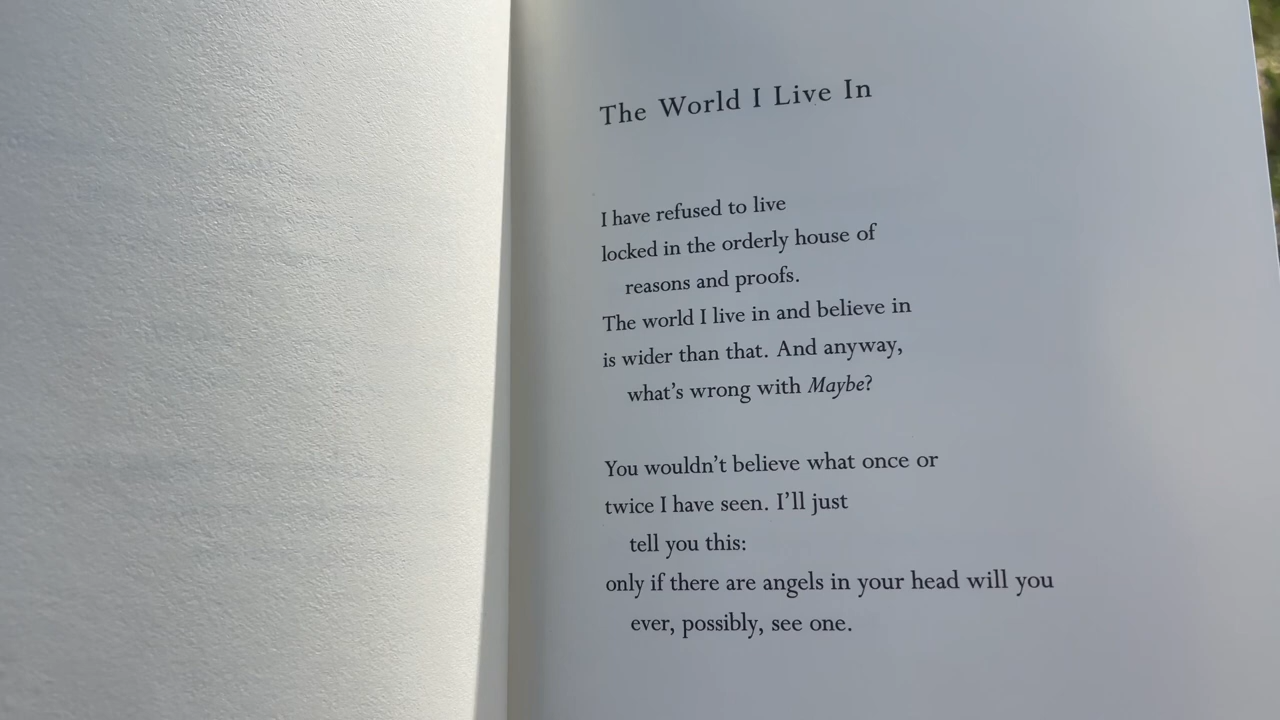 The World I Live In
I have refused to live
locked in the orderly house of
reasons and proofs.
The world I live in and believe in
is wider than that. And anyway,
what’s wrong with Maybe?
You wouldn’t believe what once or
twice I have seen. I’ll just
tell you this:
only if there are angels in your head will you
ever, possibly, see one.